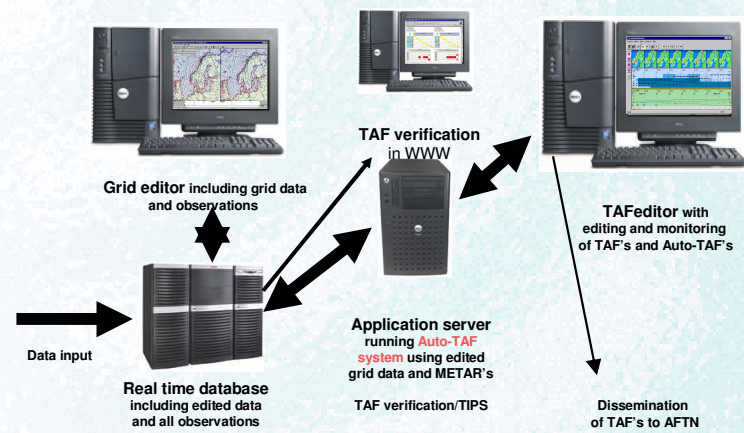 TAF verification
in WWW
Grid editor including grid data
and observations
TAFeditor with
editing and monitoring
of TAF's and Auto-TAF's
Data input
Real time database
including edited data
and all observations
Application server
running Auto-TAF
system using edited
grid data and METAR's
TAF verification/TIPS
Dissemination
of TAF's to AFTN